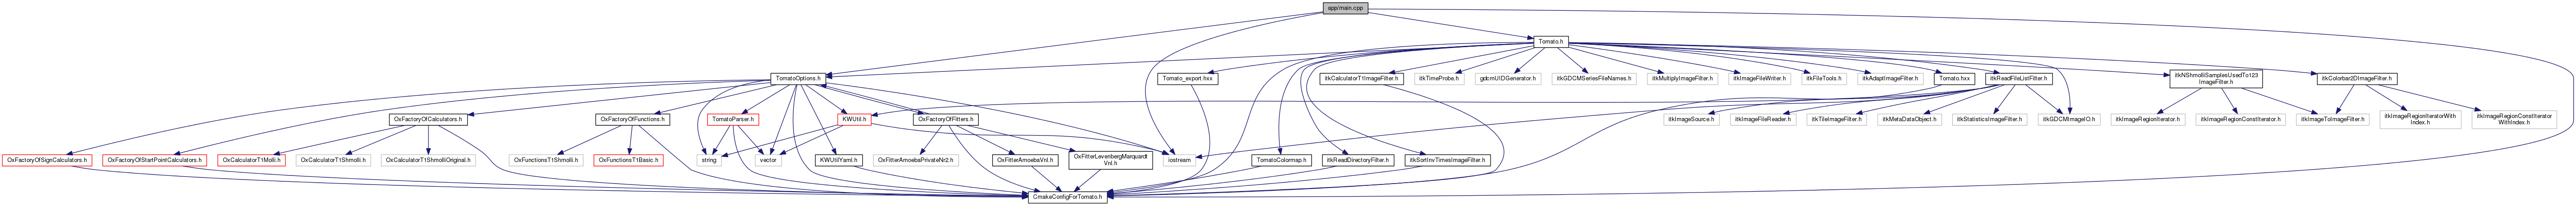 app/main.cpp
Tomato.h
TomatoOptions.h
Tomato_export.hxx
itkCalculatorT1ImageFilter.h
itkTimeProbe.h
gdcmUIDGenerator.h
itkGDCMSeriesFileNames.h
itkMultiplyImageFilter.h
itkImageFileWriter.h
itkFileTools.h
itkAdaptImageFilter.h
Tomato.hxx
itkReadFileListFilter.h
itkNShmolliSamplesUsedTo123
ImageFilter.h
itkColorbar2DImageFilter.h
OxFactoryOfCalculators.h
OxFactoryOfFunctions.h
TomatoParser.h
KWUtil.h
OxFactoryOfFitters.h
itkImageSource.h
itkImageFileReader.h
itkTileImageFilter.h
itkMetaDataObject.h
itkStatisticsImageFilter.h
itkGDCMImageIO.h
itkImageRegionIterator.h
itkImageRegionConstIterator.h
itkImageToImageFilter.h
itkImageRegionIteratorWith
Index.h
itkImageRegionConstIterator
WithIndex.h
OxFactoryOfSignCalculators.h
OxFactoryOfStartPointCalculators.h
OxCalculatorT1Molli.h
OxCalculatorT1Shmolli.h
OxCalculatorT1ShmolliOriginal.h
OxFunctionsT1Shmolli.h
OxFunctionsT1Basic.h
string
vector
KWUtilYaml.h
OxFitterAmoebaPrivateNr2.h
OxFitterAmoebaVnl.h
OxFitterLevenbergMarquardt
Vnl.h
iostream
TomatoColormap.h
itkReadDirectoryFilter.h
itkSortInvTimesImageFilter.h
CmakeConfigForTomato.h